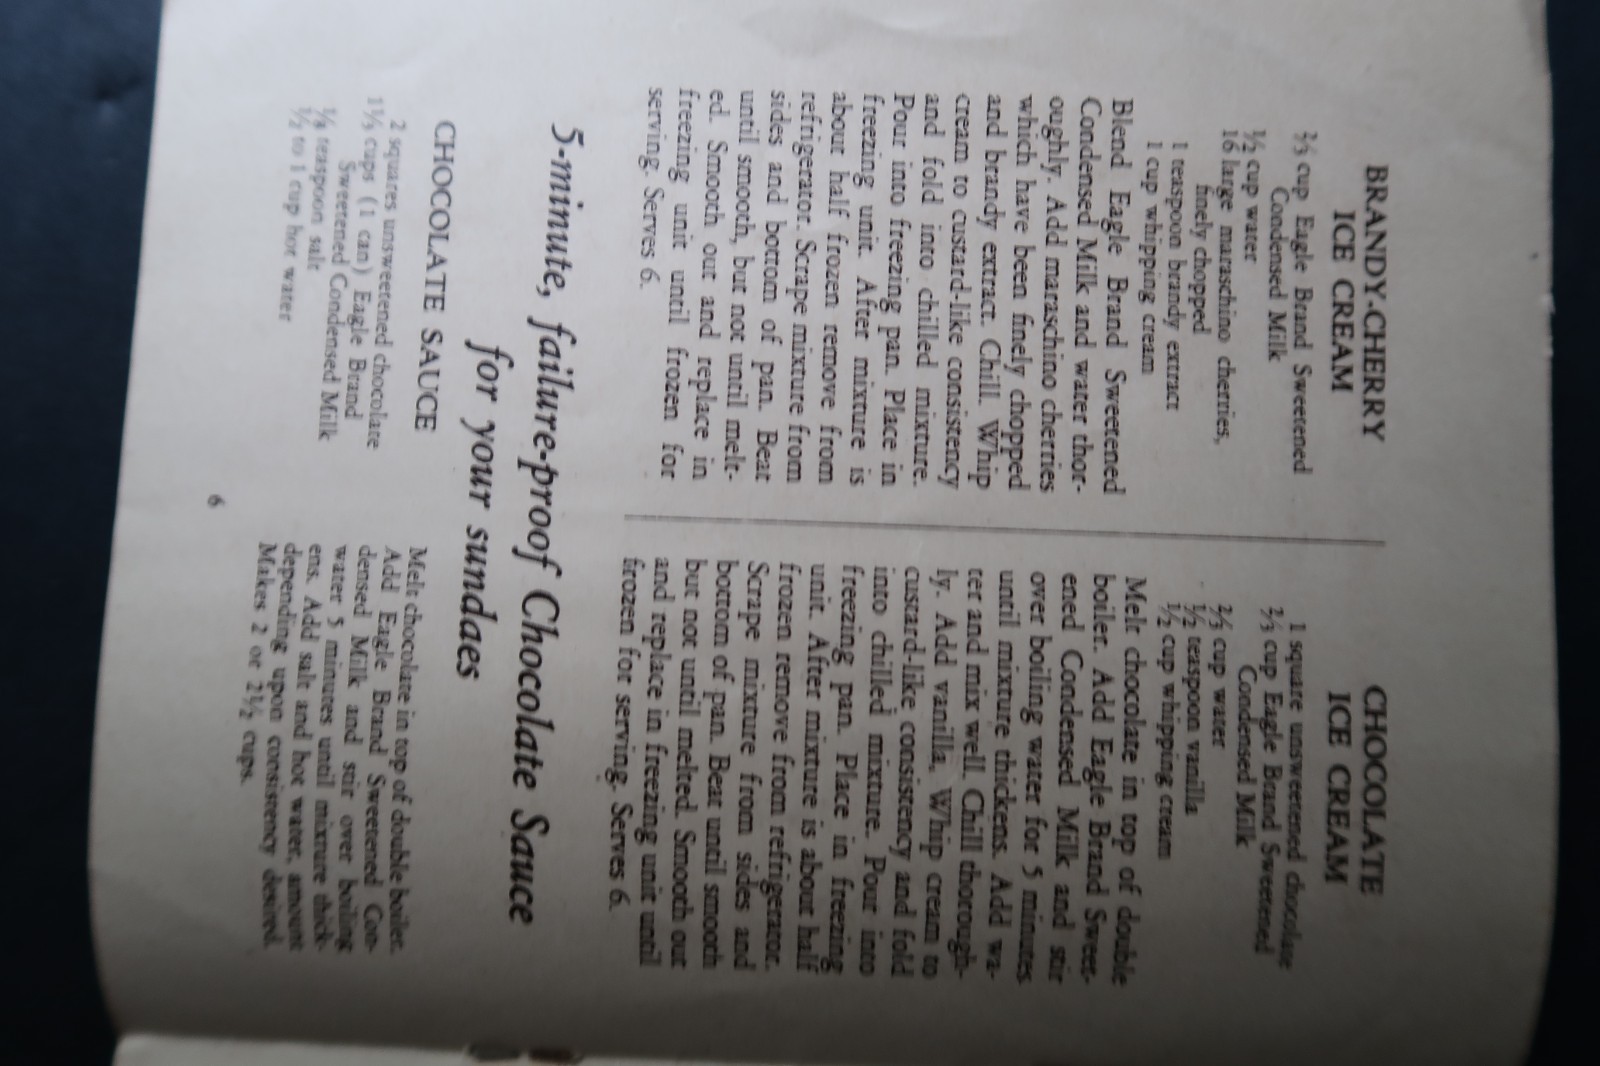 BRANDY-CHERRY
ICE CREAM
⅔ cup Eagle Brand Sweetened
Condensed Milk
½ cup water
16 large maraschino cherries,
finely chopped
1 teaspoon brandy extract
1 cup whipping cream
Blend Eagle Brand Sweetened
Condensed Milk and water thor-
oughly. Add maraschino cherries
which have been finely chopped
and brandy extract. Chill. Whip
cream to custard-like consistency
and fold into chilled mixture.
Pour into freezing pan. Place in
freezing unit. After mixture is
about half frozen remove from
refrigerator. Scrape mixture from
sides and bottom of pan. Beat
until smooth, but not until melt-
ed. Smooth out and replace in
freezing unit until frozen for
serving. Serves 6.
CHOCOLATE
ICE CREAM
1 square unsweetened chocolate
⅔ cup Eagle Brand Sweetened
Condensed Milk
⅔ cup water
½ teaspoon vanilla
½ cup whipping cream
Melt chocolate in top of double
boiler. Add Eagle Brand Sweet-
ened Condensed Milk and stir
over boiling water for 5 minutes
until mixture thickens. Add wa-
ter and mix well. Chill thorough-
ly. Add vanilla. Whip cream to
custard-like consistency and fold
into chilled mixture. Pour into
freezing pan. Place in freezing
unit. After mixture is about half
frozen remove from refrigerator.
Scrape mixture from sides and
bottom of pan. Beat until smooth
but not until melted. Smooth out
and replace in freezing unit until
frozen for serving. Serves 6.
5-minute, failure-proof Chocolate Sauce
for your sundaes
CHOCOLATE SAUCE
2 squares unsweetened chocolate
1⅓ cups (1 can) Eagle Brand
Sweetened Condensed Milk
⅛ teaspoon salt
½ to 1 cup hot water
Melt chocolate in top of double boiler.
Add Eagle Brand Sweetened Con-
densed Milk and stir over boiling
water 5 minutes until mixture thick-
ens. Add salt and hot water, amount
depending upon consistency desired.
Makes 2 or 2½ cups.
6